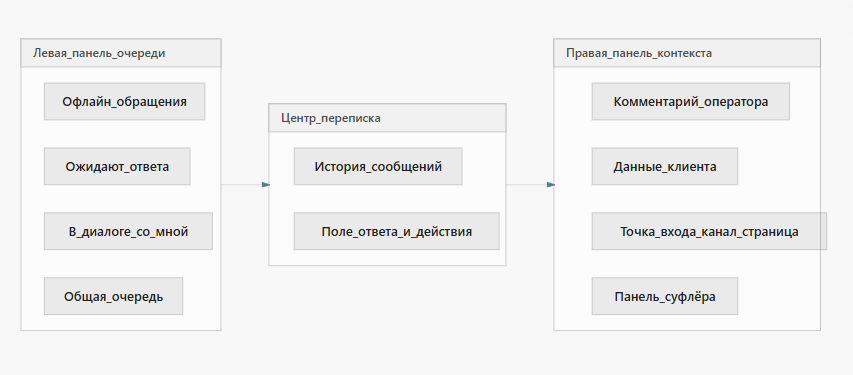 Левая_панель_очереди
Офлайн_обращения
Ожидают_ответа
В_диалоге_со_мной
Общая_очередь
Центр_переписка
История_сообщений
Поле_ответа_и_действия
Правая_панель_контекста
Комментарий_оператора
Данные_клиента
Точка_входа_канал_страница
Панель_суфлёра